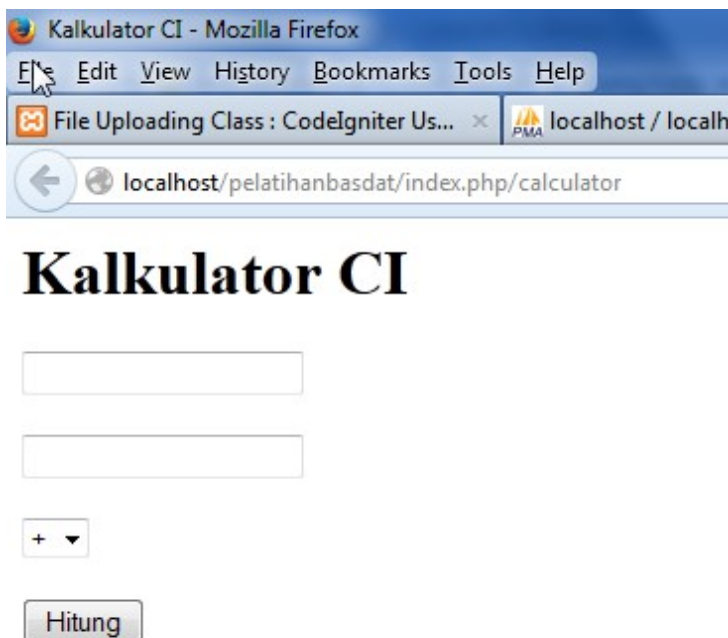 Kalkulator CI - Mozilla Firefox
File Edit View History Bookmarks Tools Help
File Uploading Class : CodeIgniter Us... × PMA localhost / localh
localhost/pelatihanbasdat/index.php/calculator
Kalkulator CI
+
Hitung